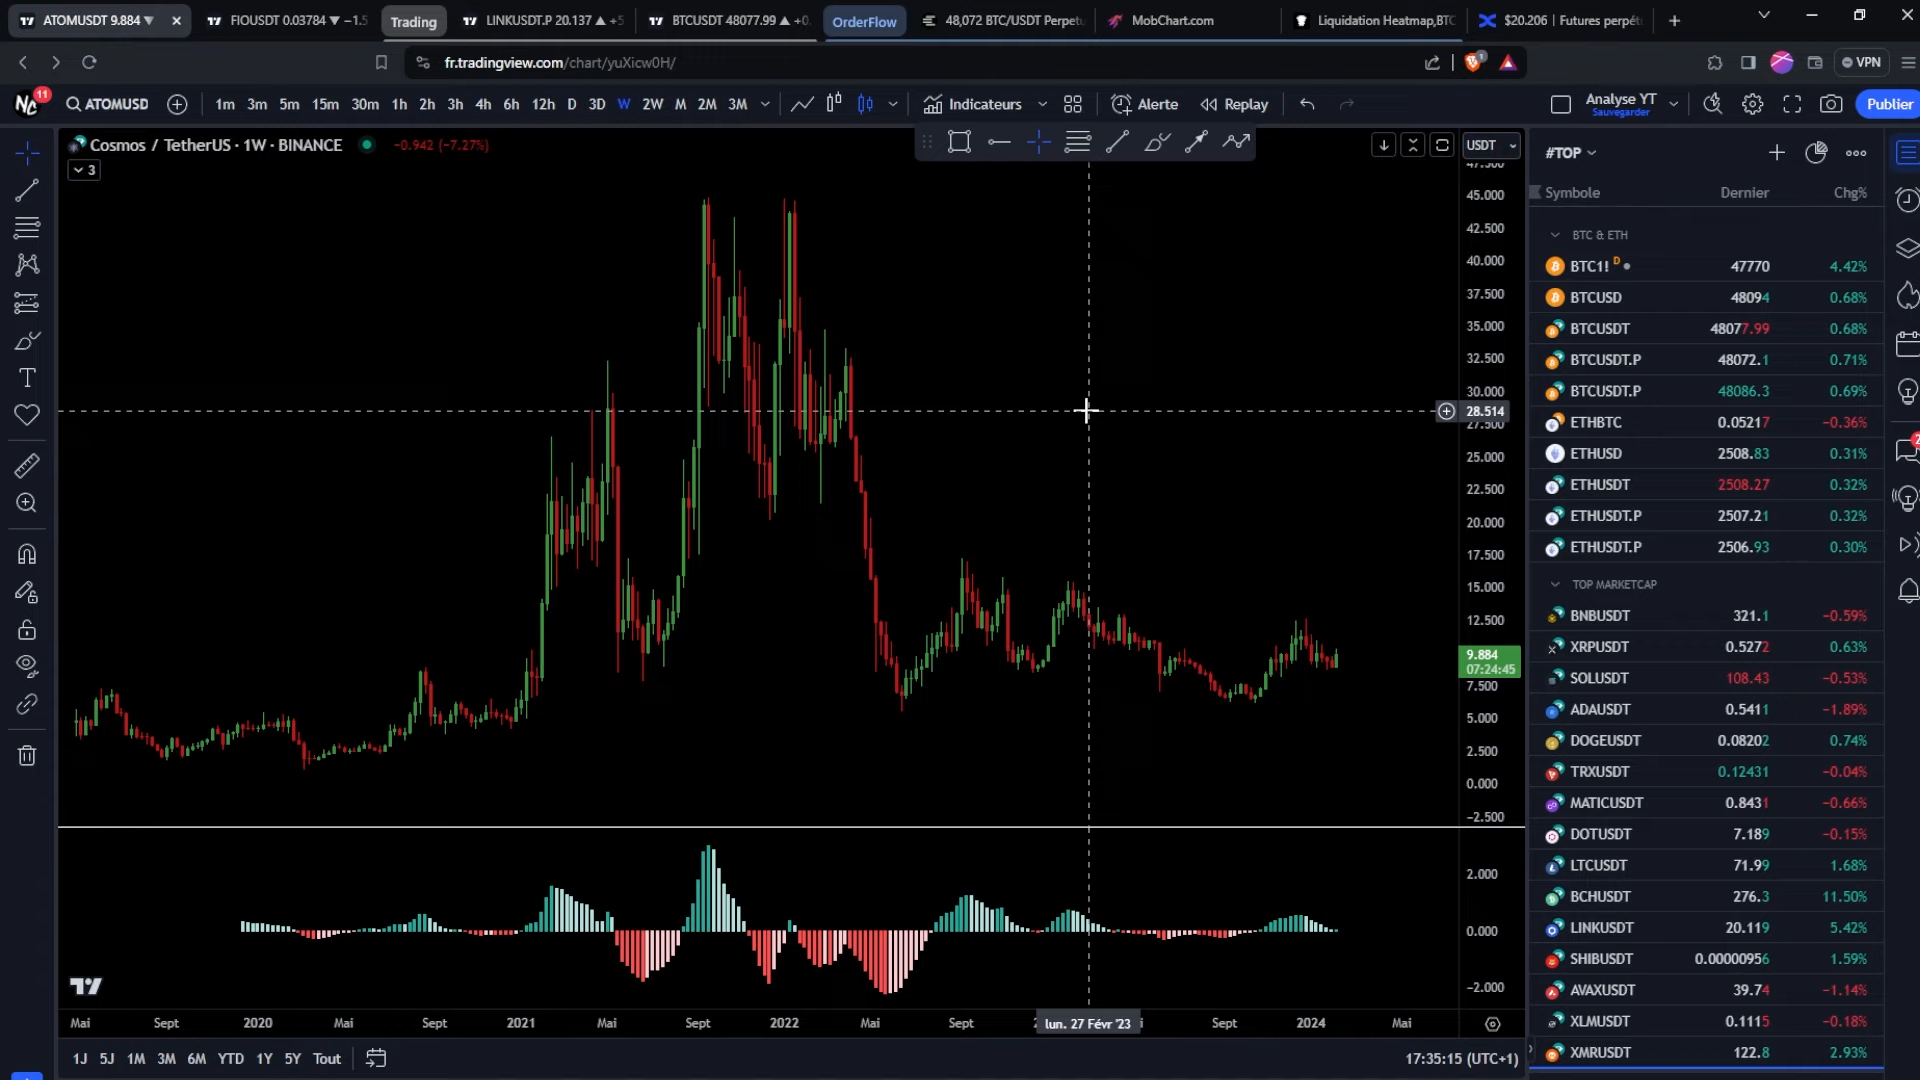 ATOMUSDT 9.884 ▼
FIOUSDT 0.03784 ▼ −1.5
Trading
LINKUSDT.P 20.137 ▲ +5
BTCUSDT 48077.99 ▲ +0.
OrderFlow
48,072 BTC/USDT Perpetu
MobChart.com
Liquidation Heatmap,BTC
$20.206 | Futures perpétu
fr.tradingview.com/chart/yuXicw0H/
1
VPN
11
ATOMUSD
1m 3m 5m 15m 30m 1h 2h 3h 4h 6h 12h D 3D W 2W M 2M 3M
Indicateurs
Alerte
Replay
Analyse YT
Sauvegarder
Publier
Cosmos / TetherUS · 1W · BINANCE
−0.942 (−7.27%)
3
USDT
47.500
45.000
42.500
40.000
37.500
35.000
32.500
30.000
28.514
27.500
25.000
22.500
20.000
17.500
15.000
12.500
9.884
07:24:45
7.500
5.000
2.500
0.000
−2.500
2.000
0.000
−2.000
Mai Sept 2020 Mai Sept 2021 Mai Sept 2022 Mai Sept lun. 27 Févr '23 Sept 2024 Mai
1J 5J 1M 3M 6M YTD 1Y 5Y Tout
17:35:15 (UTC+1)
#TOP
Symbole Dernier Chg%
BTC & ETH
BTC1! D 47770 4.42%
BTCUSD 48094 0.68%
BTCUSDT 48077.99 0.68%
BTCUSDT.P 48072.1 0.71%
BTCUSDT.P 48086.3 0.69%
ETHBTC 0.05217 −0.36%
ETHUSD 2508.83 0.31%
ETHUSDT 2508.27 0.32%
ETHUSDT.P 2507.21 0.32%
ETHUSDT.P 2506.93 0.30%
TOP MARKETCAP
BNBUSDT 321.1 −0.59%
XRPUSDT 0.5272 0.63%
SOLUSDT 108.43 −0.53%
ADAUSDT 0.5411 −1.89%
DOGEUSDT 0.08202 0.74%
TRXUSDT 0.12431 −0.04%
MATICUSDT 0.8431 −0.66%
DOTUSDT 7.189 −0.15%
LTCUSDT 71.99 1.68%
BCHUSDT 276.3 11.50%
LINKUSDT 20.119 5.42%
SHIBUSDT 0.00000956 1.59%
AVAXUSDT 39.74 −1.14%
XLMUSDT 0.1115 −0.18%
XMRUSDT 122.8 2.93%